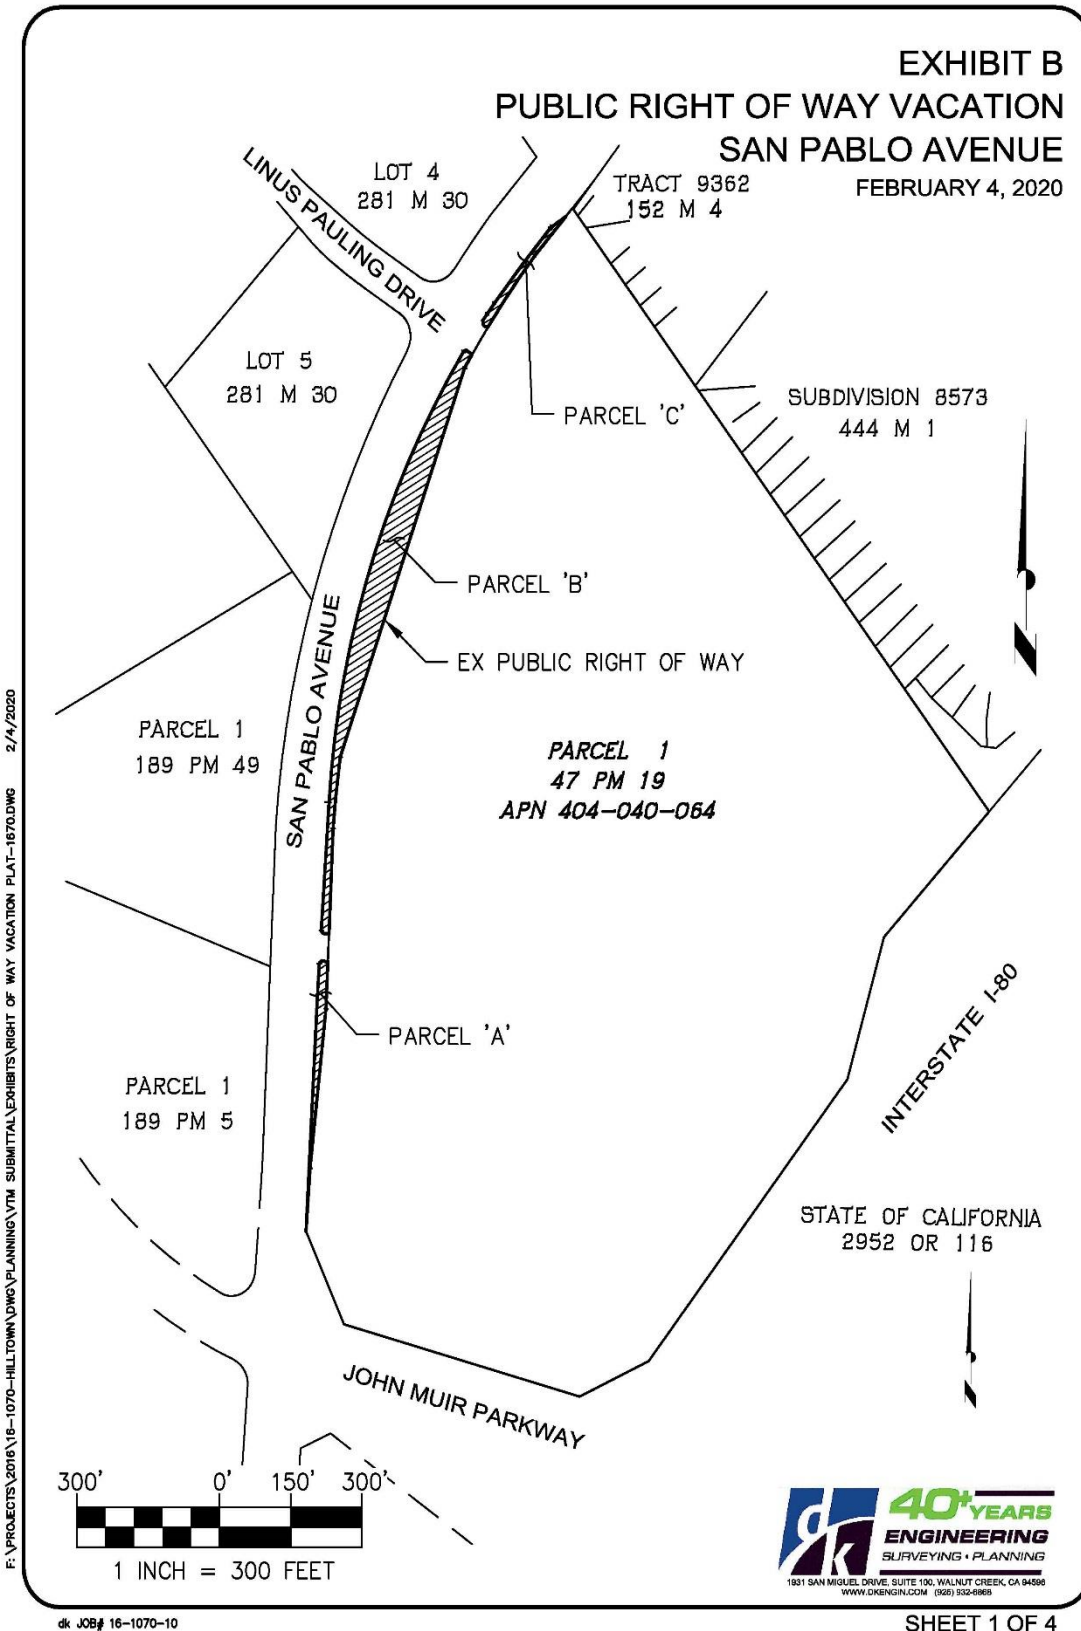 EXHIBIT B
PUBLIC RIGHT OF WAY VACATION
SAN PABLO AVENUE
FEBRUARY 4, 2020
LINUS PAULING DRIVE
LOT 4
281 M 30
TRACT 9362
152 M 4
LOT 5
281 M 30
PARCEL 'C'
SUBDIVISION 8573
444 M 1
PARCEL 'B'
EX PUBLIC RIGHT OF WAY
SAN PABLO AVENUE
PARCEL 1
189 PM 49
PARCEL 1
47 PM 19
APN 404-040-064
PARCEL 'A'
INTERSTATE I-80
PARCEL 1
189 PM 5
STATE OF CALIFORNIA
2952 OR 116
JOHN MUIR PARKWAY
300' 0' 150' 300'
1 INCH = 300 FEET
dk
40+ YEARS
ENGINEERING
SURVEYING • PLANNING
1931 SAN MIGUEL DRIVE, SUITE 100, WALNUT CREEK, CA 94596
WWW.DKENGIN.COM (925) 932-6868
F:\PROJECTS\2016\16-1070-HILLTOWN\DWG\PLANNING\VTM SUBMITTAL\EXHIBITS\RIGHT OF WAY VACATION PLAT-1670.DWG 2/4/2020
dk JOB# 16-1070-10
SHEET 1 OF 4